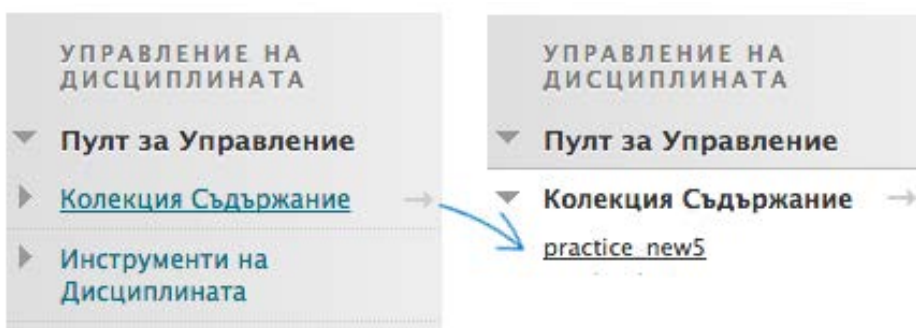 УПРАВЛЕНИЕ НА
ДИСЦИПЛИНАТА
Пулт за Управление
Колекция Съдържание
Инструменти на
Дисциплината
УПРАВЛЕНИЕ НА
ДИСЦИПЛИНАТА
Пулт за Управление
Колекция Съдържание
practice_new5